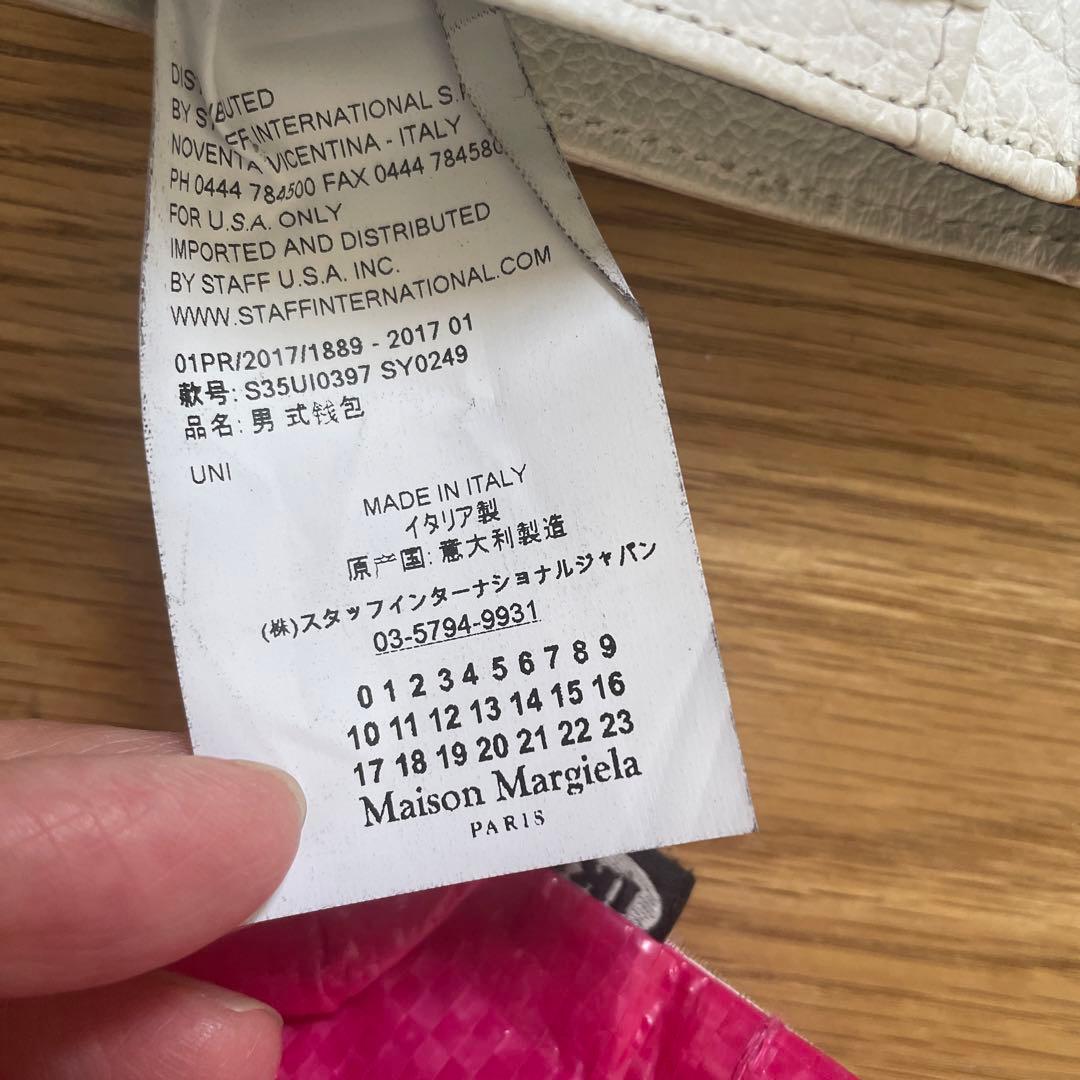 DISTRIBUTED
BY STAFF INTERNATIONAL S.P
NOVENTA VICENTINA - ITALY
PH 0444 784500 FAX 0444 784580
FOR U.S.A. ONLY
IMPORTED AND DISTRIBUTED
BY STAFF U.S.A. INC.
WWW.STAFFINTERNATIONAL.COM
01PR/2017/1889 - 2017 01
款号: S35UI0397 SY0249
品名: 男 式钱包
UNI
MADE IN ITALY
イタリア製
原产国: 意大利製造
(株)スタッフインターナショナルジャパン
03-5794-9931
0 1 2 3 4 5 6 7 8 9
10 11 12 13 14 15 16
17 18 19 20 21 22 23
Maison Margiela
PARIS